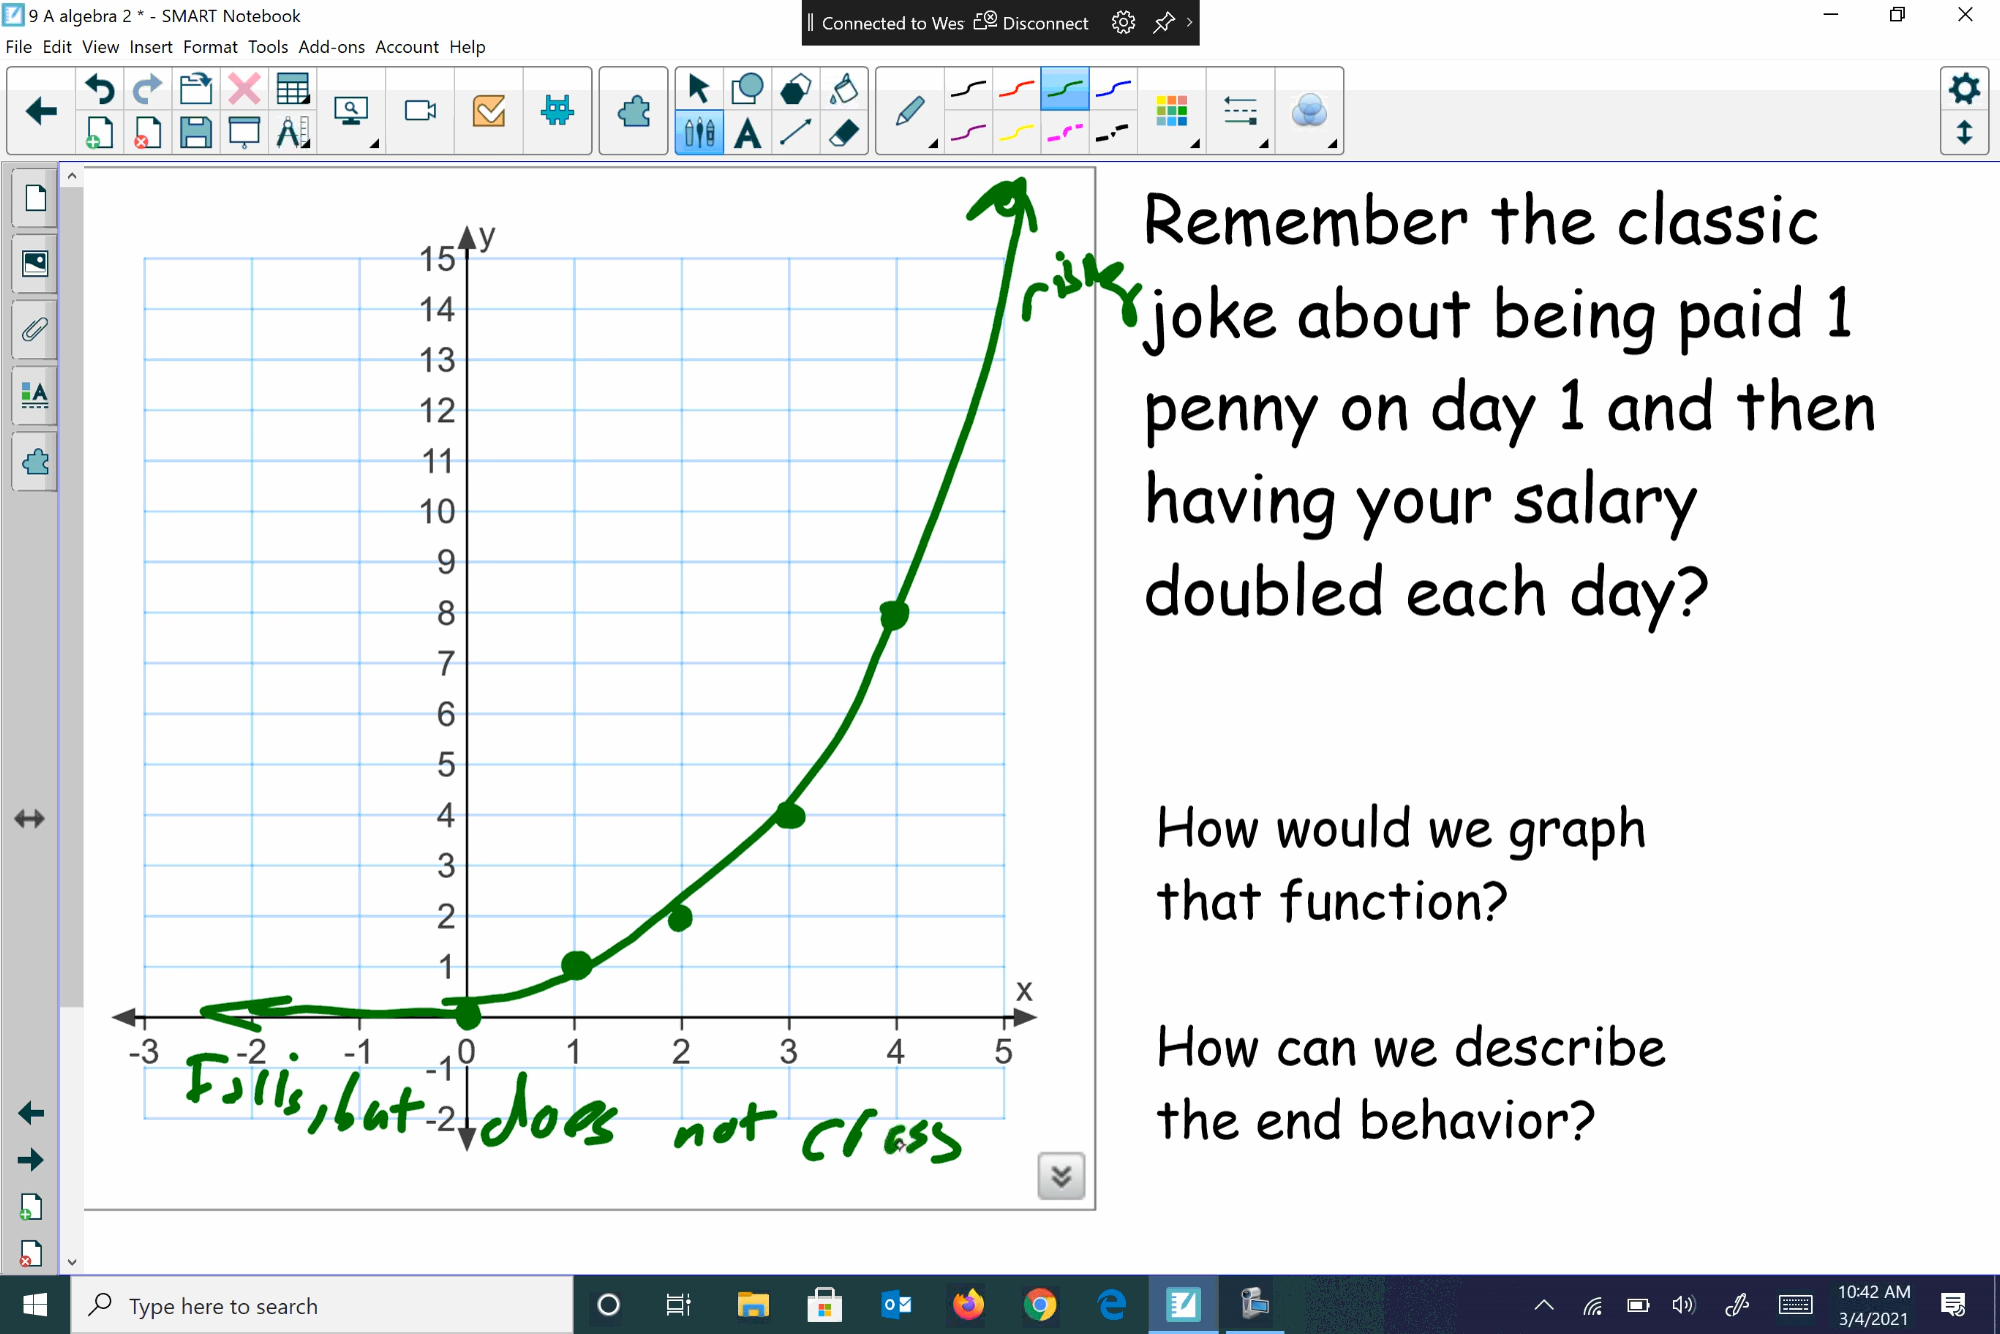 9 A algebra 2 * - SMART Notebook
Connected to Wes Disconnect
File Edit View Insert Format Tools Add-ons Account Help
y
15
14
13
12
11
10
9
8
7
6
5
4
3
2
1
x
-3 -2 -1 0 1 2 3 4 5
-1
-2
Falls, but does not cross
Remember the classic
joke about being paid 1
penny on day 1 and then
having your salary
doubled each day?
How would we graph
that function?
How can we describe
the end behavior?
Type here to search
10:42 AM
3/4/2021